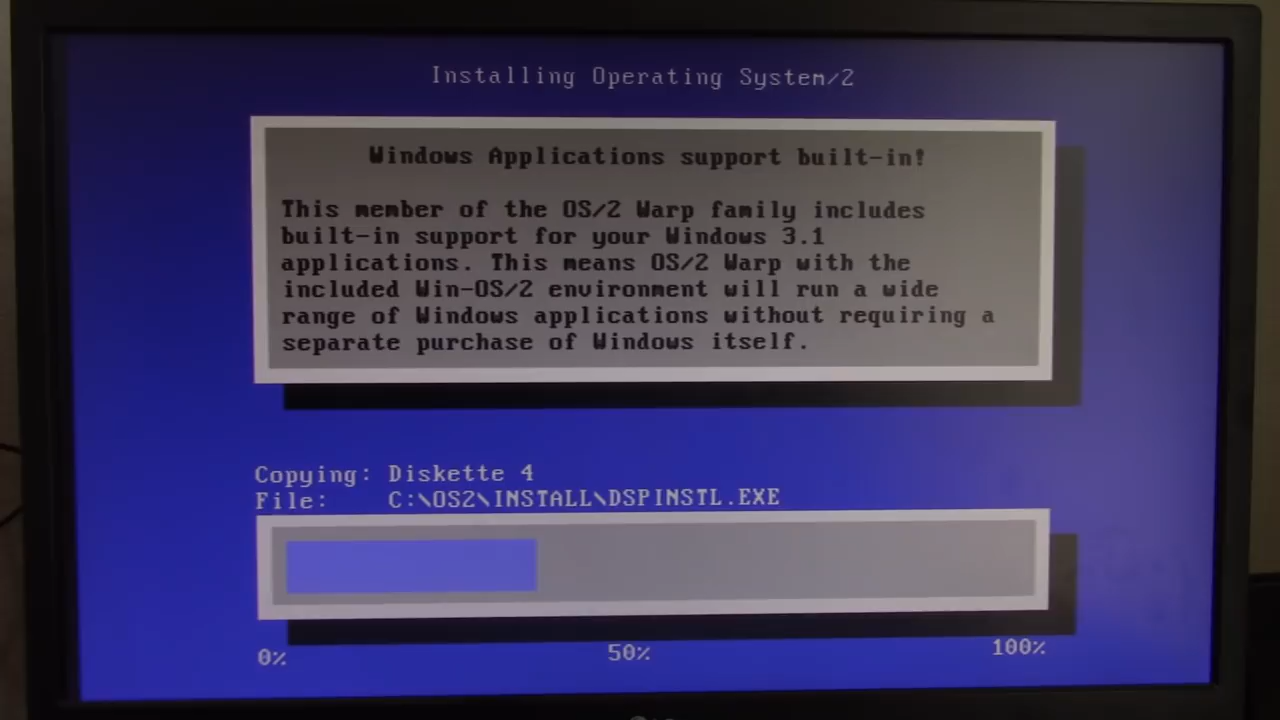 Installing Operating System/2
Windows Applications support built-in!
This member of the OS/2 Warp family includes
built-in support for your Windows 3.1
applications. This means OS/2 Warp with the
included Win-OS/2 environment will run a wide
range of Windows applications without requiring a
separate purchase of Windows itself.
Copying: Diskette 4
File: C:\OS2\INSTALL\DSPINSTL.EXE
0% 50% 100%